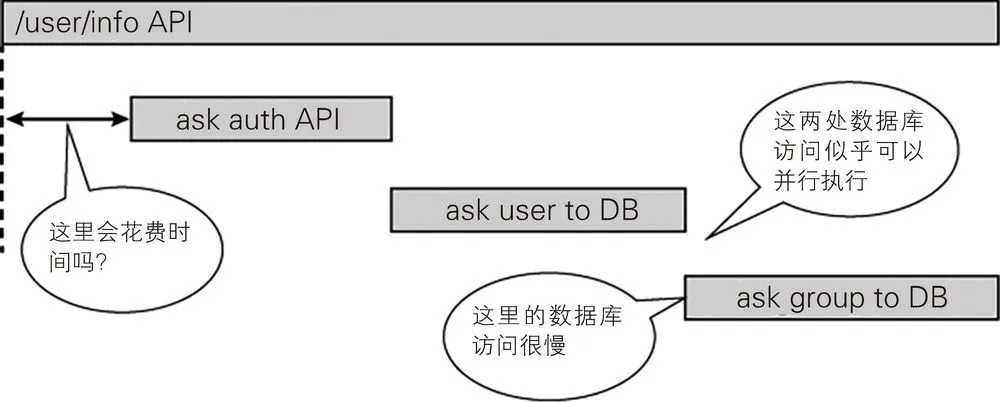 /user/info API
ask auth API
这两处数据库
访问似乎可以
并行执行
ask user to DB
这里会花费时
间吗?
ask group to DB
这里的数据库
访问很慢